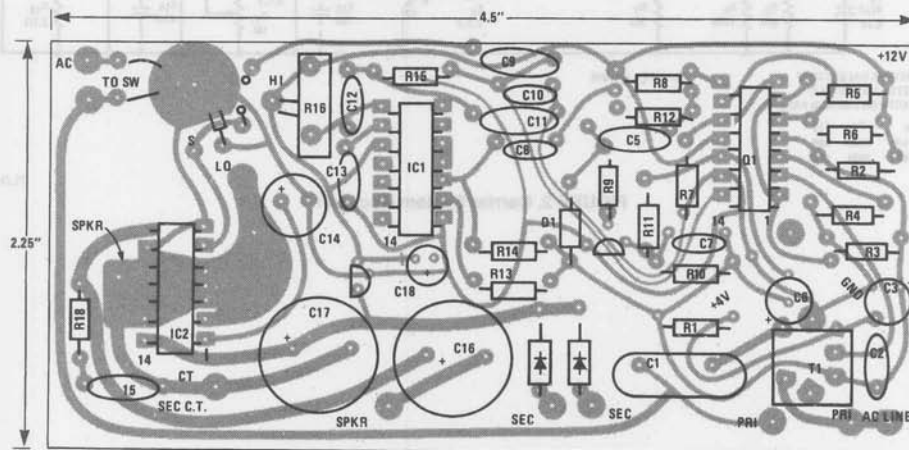 4.5"
2.25"
AC
TO SW
HI
S
LO
SPKR
R16
C12
R15
C9
C10
C11
C8
C13
IC1
14
C14
R14
R13
C18
R18
IC2
14
1
C17
C16
15
CT
SEC C.T.
SPKR
SEC
SEC
R8
R12
C5
R9
D1
R11
R7
C7
R10
Q1
14
1
+12V
R5
R6
R2
R4
R3
+4V
R1
C6
GND
C3
C1
T1
C2
PRI
PRI
AC LINE